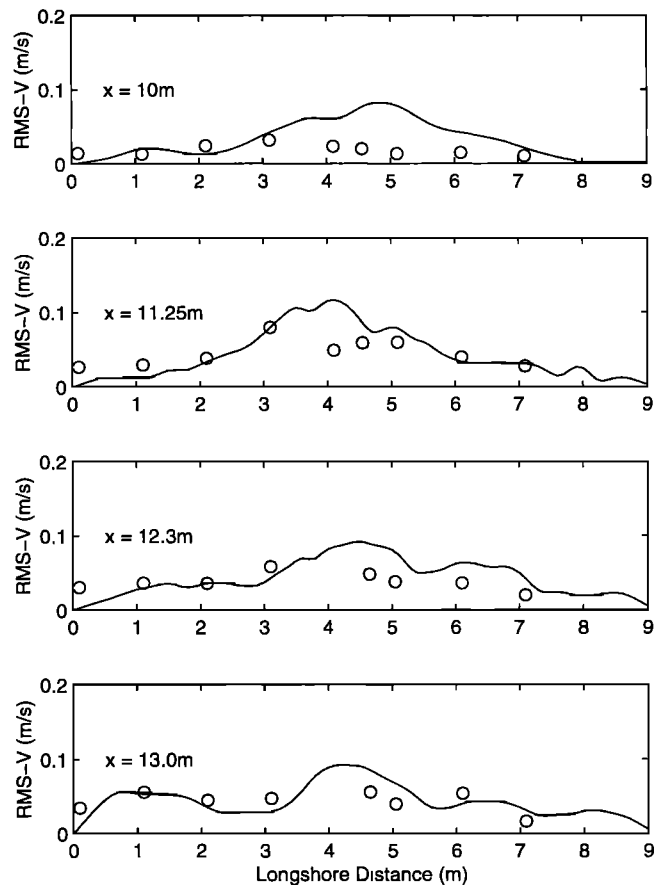 RMS-V (m/s)
0.2
0.1
0
x = 10m
0 1 2 3 4 5 6 7 8 9
RMS-V (m/s)
0.2
0.1
0
x = 11.25m
0 1 2 3 4 5 6 7 8 9
RMS-V (m/s)
0.2
0.1
0
x = 12.3m
0 1 2 3 4 5 6 7 8 9
RMS-V (m/s)
0.2
0.1
0
x = 13.0m
0 1 2 3 4 5 6 7 8 9
Longshore Distance (m)